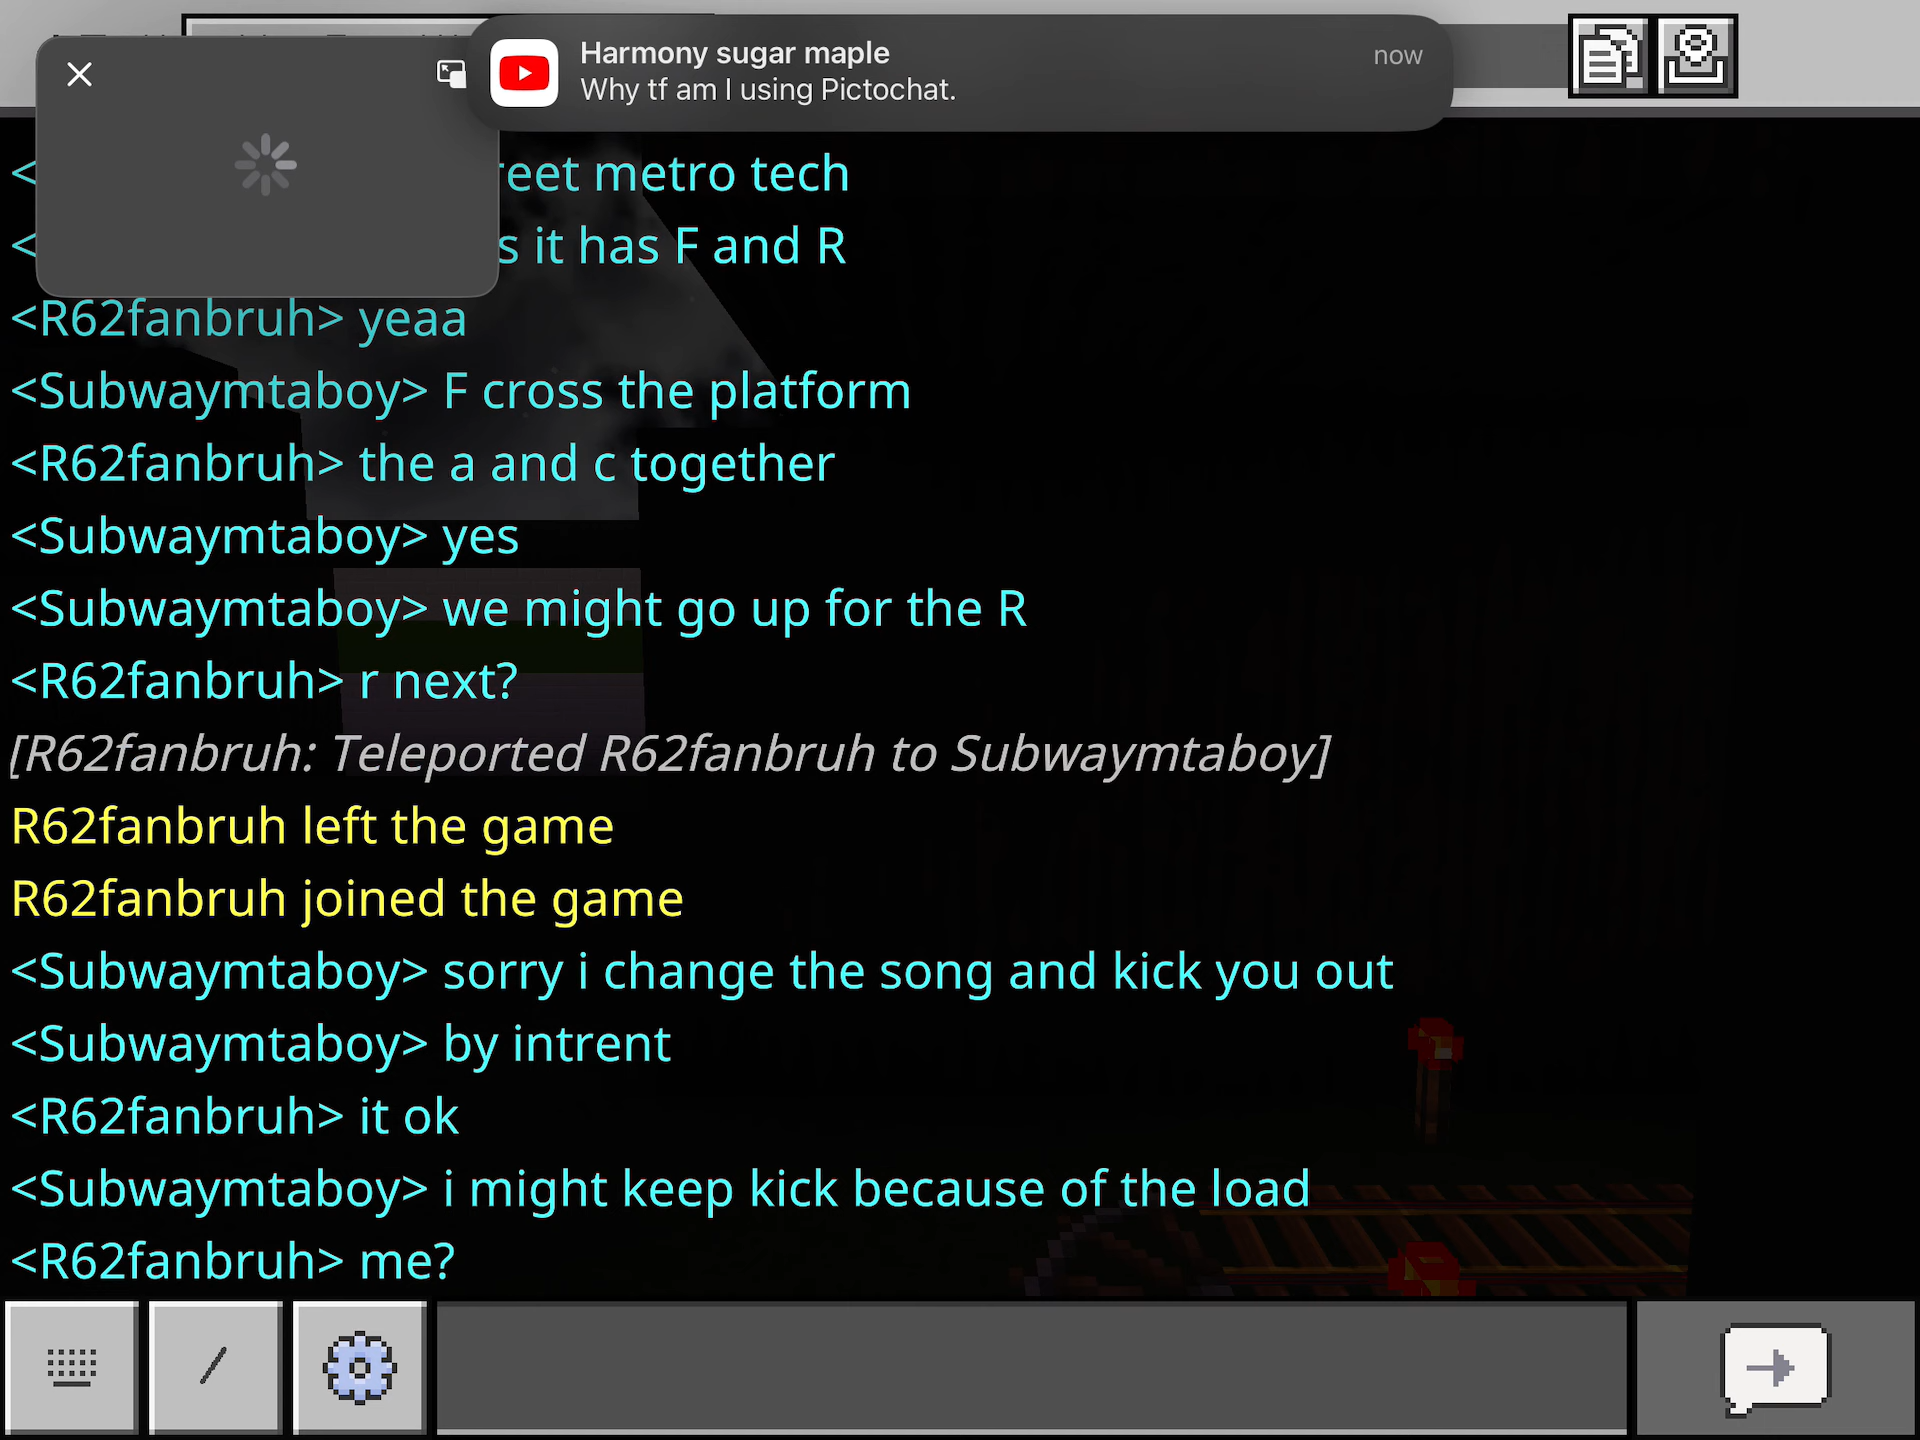 Harmony sugar maple
now
Why tf am I using Pictochat.
reet metro tech
s it has F and R
<R62fanbruh> yeaa
<Subwaymtaboy> F cross the platform
<R62fanbruh> the a and c together
<Subwaymtaboy> yes
<Subwaymtaboy> we might go up for the R
<R62fanbruh> r next?
[R62fanbruh: Teleported R62fanbruh to Subwaymtaboy]
R62fanbruh left the game
R62fanbruh joined the game
<Subwaymtaboy> sorry i change the song and kick you out
<Subwaymtaboy> by intrent
<R62fanbruh> it ok
<Subwaymtaboy> i might keep kick because of the load
<R62fanbruh> me?